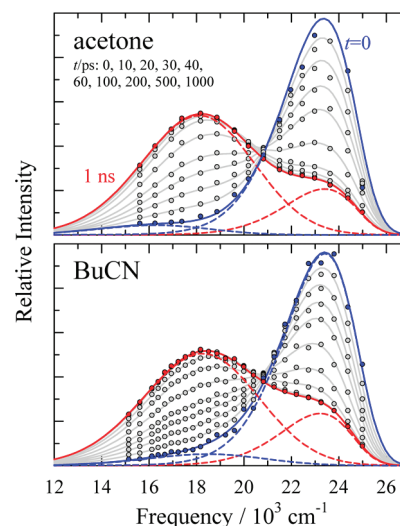 acetone
t/ps: 0, 10, 20, 30, 40,
60, 100, 200, 500, 1000
t=0
1 ns
BuCN
Relative Intensity
12 14 16 18 20 22 24 26
Frequency / 10³ cm⁻¹